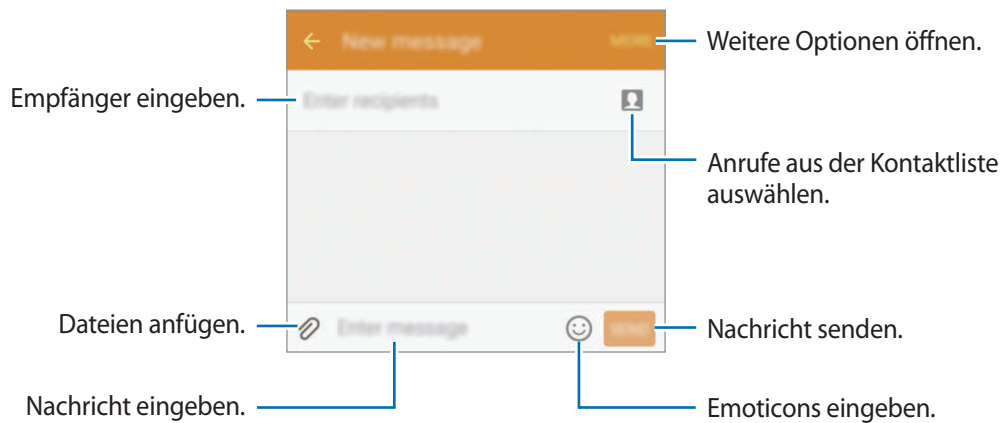 New message
MORE
Weitere Optionen öffnen.
Empfänger eingeben.
Enter recipients
Anrufe aus der Kontaktliste
auswählen.
Dateien anfügen.
Enter message
SEND
Nachricht senden.
Nachricht eingeben.
Emoticons eingeben.